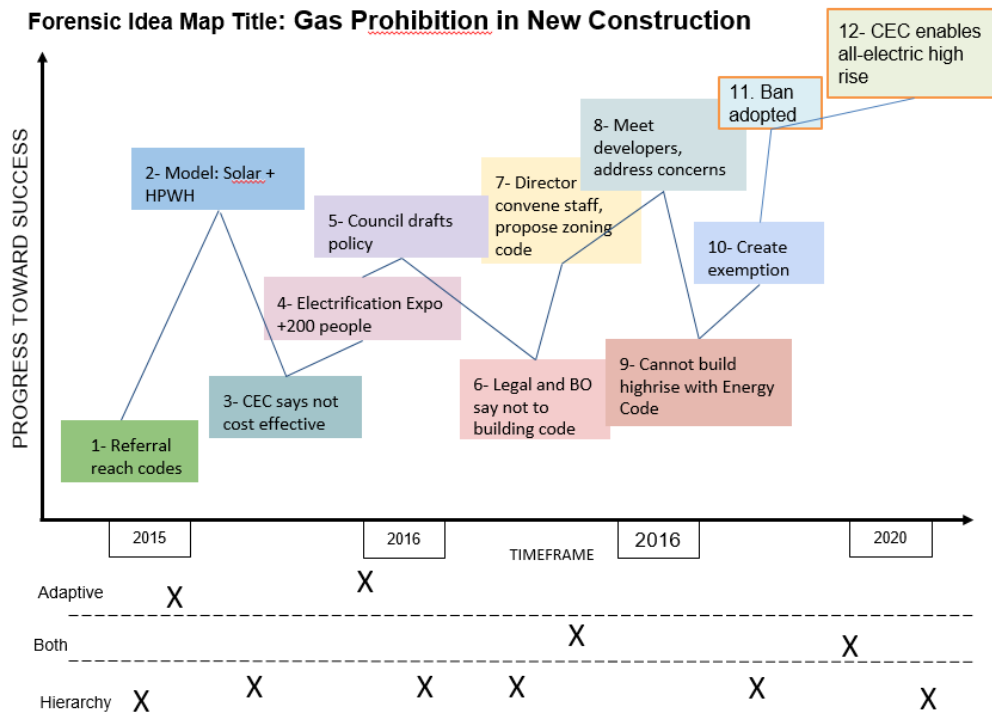 Forensic Idea Map Title: Gas Prohibition in New Construction
12- CEC enables
all-electric high
rise
11. Ban
adopted
8- Meet
developers,
address concerns
2- Model: Solar +
HPWH
7- Director
convene staff,
propose zoning
code
5- Council drafts
policy
10- Create
exemption
4- Electrification Expo
+200 people
9- Cannot build
highrise with Energy
Code
3- CEC says not
cost effective
6- Legal and BO
say not to
building code
1- Referral
reach codes
PROGRESS TOWARD SUCCESS
2015
2016
TIMEFRAME
2016
2020
Adaptive
X
X
Both
X
X
Hierarchy
X
X
X
X
X
X